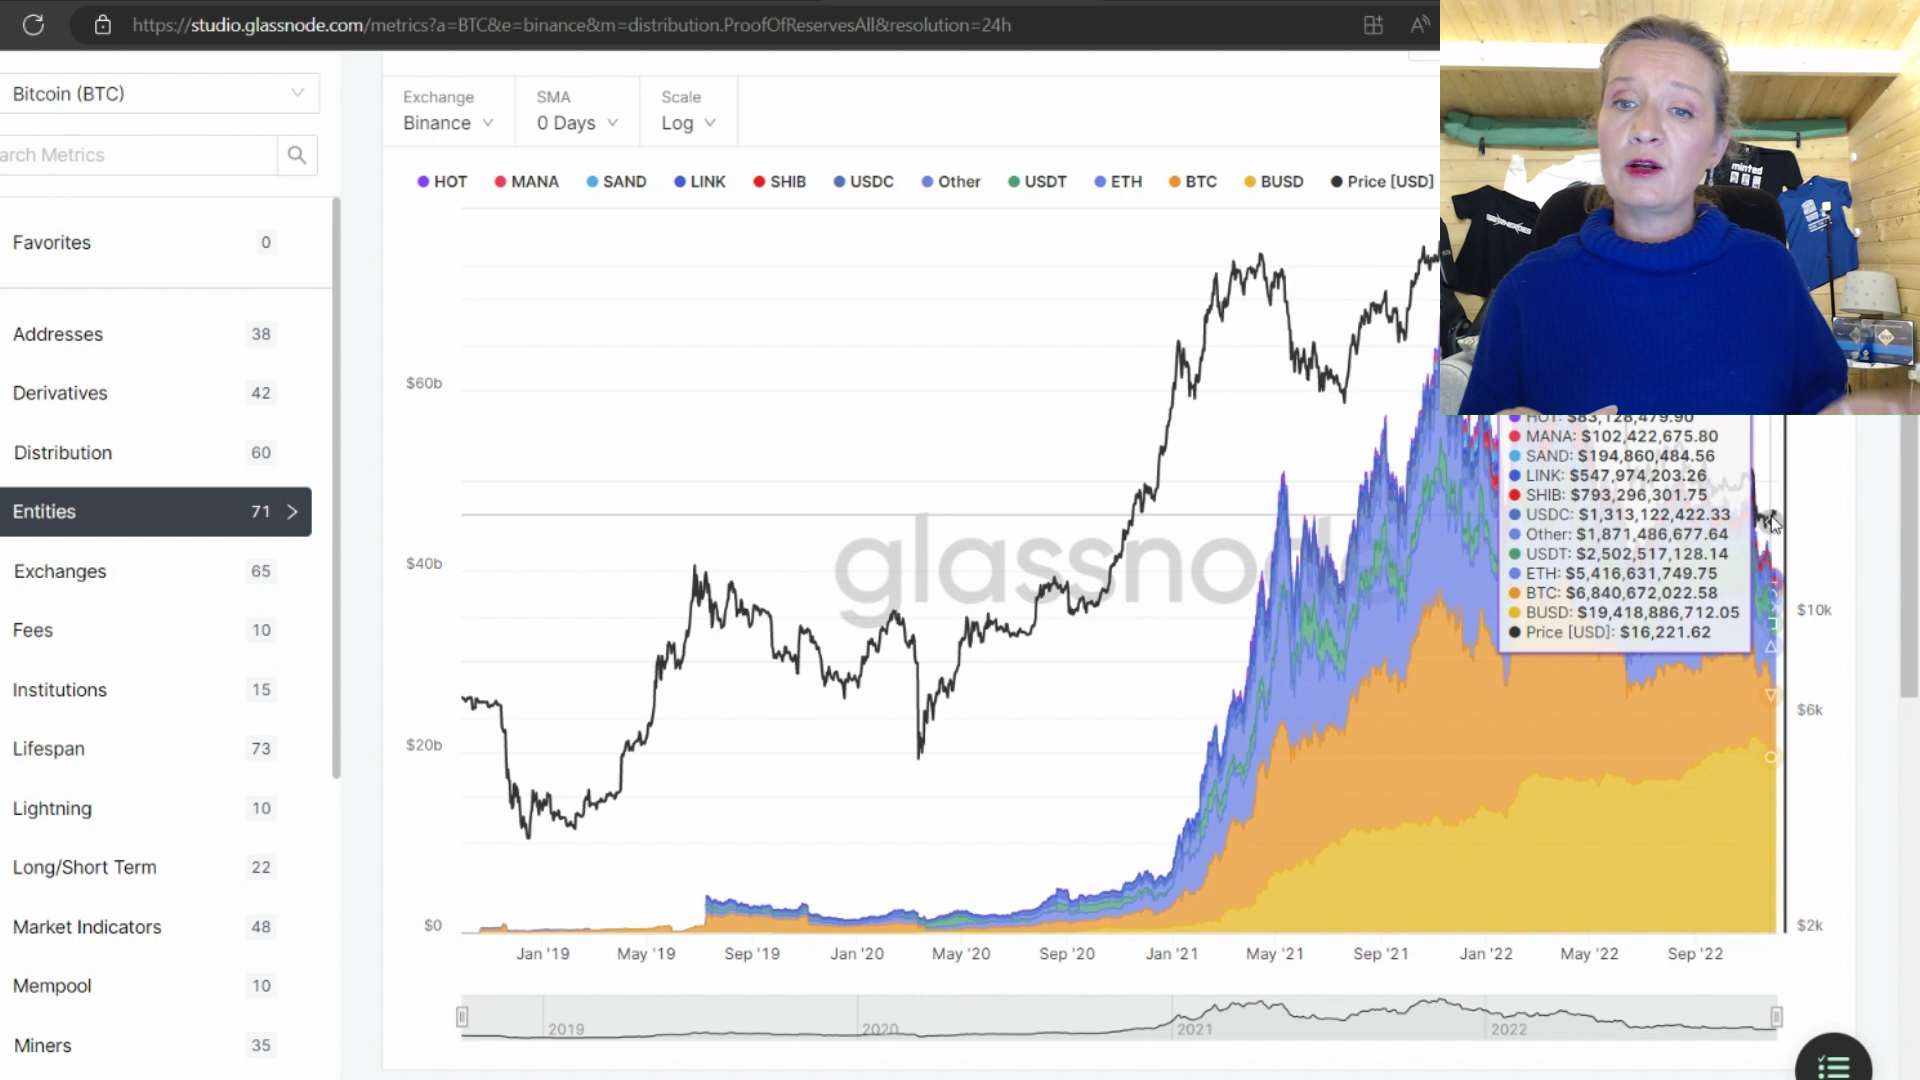 https://studio.glassnode.com/metrics?a=BTC&e=binance&m=distribution.ProofOfReservesAll&resolution=24h
Bitcoin (BTC)
arch Metrics
Favorites 0
Addresses 38
Derivatives 42
Distribution 60
Entities 71
Exchanges 65
Fees 10
Institutions 15
Lifespan 73
Lightning 10
Long/Short Term 22
Market Indicators 48
Mempool 10
Miners 35
Exchange
Binance
SMA
0 Days
Scale
Log
HOT MANA SAND LINK SHIB USDC Other USDT ETH BTC BUSD Price [USD]
$60b
$40b
$20b
$0
glassno
HOT: $83,128,479.90
MANA: $102,422,675.80
SAND: $194,860,484.56
LINK: $547,974,203.26
SHIB: $793,296,301.75
USDC: $1,313,122,422.33
Other: $1,871,486,677.64
USDT: $2,502,517,128.14
ETH: $5,416,631,749.75
BTC: $6,840,672,022.58
BUSD: $19,418,886,712.05
Price [USD]: $16,221.62
$10k
$6k
$2k
Jan '19 May '19 Sep '19 Jan '20 May '20 Sep '20 Jan '21 May '21 Sep '21 Jan '22 May '22 Sep '22
2019 2020 2021 2022
minted